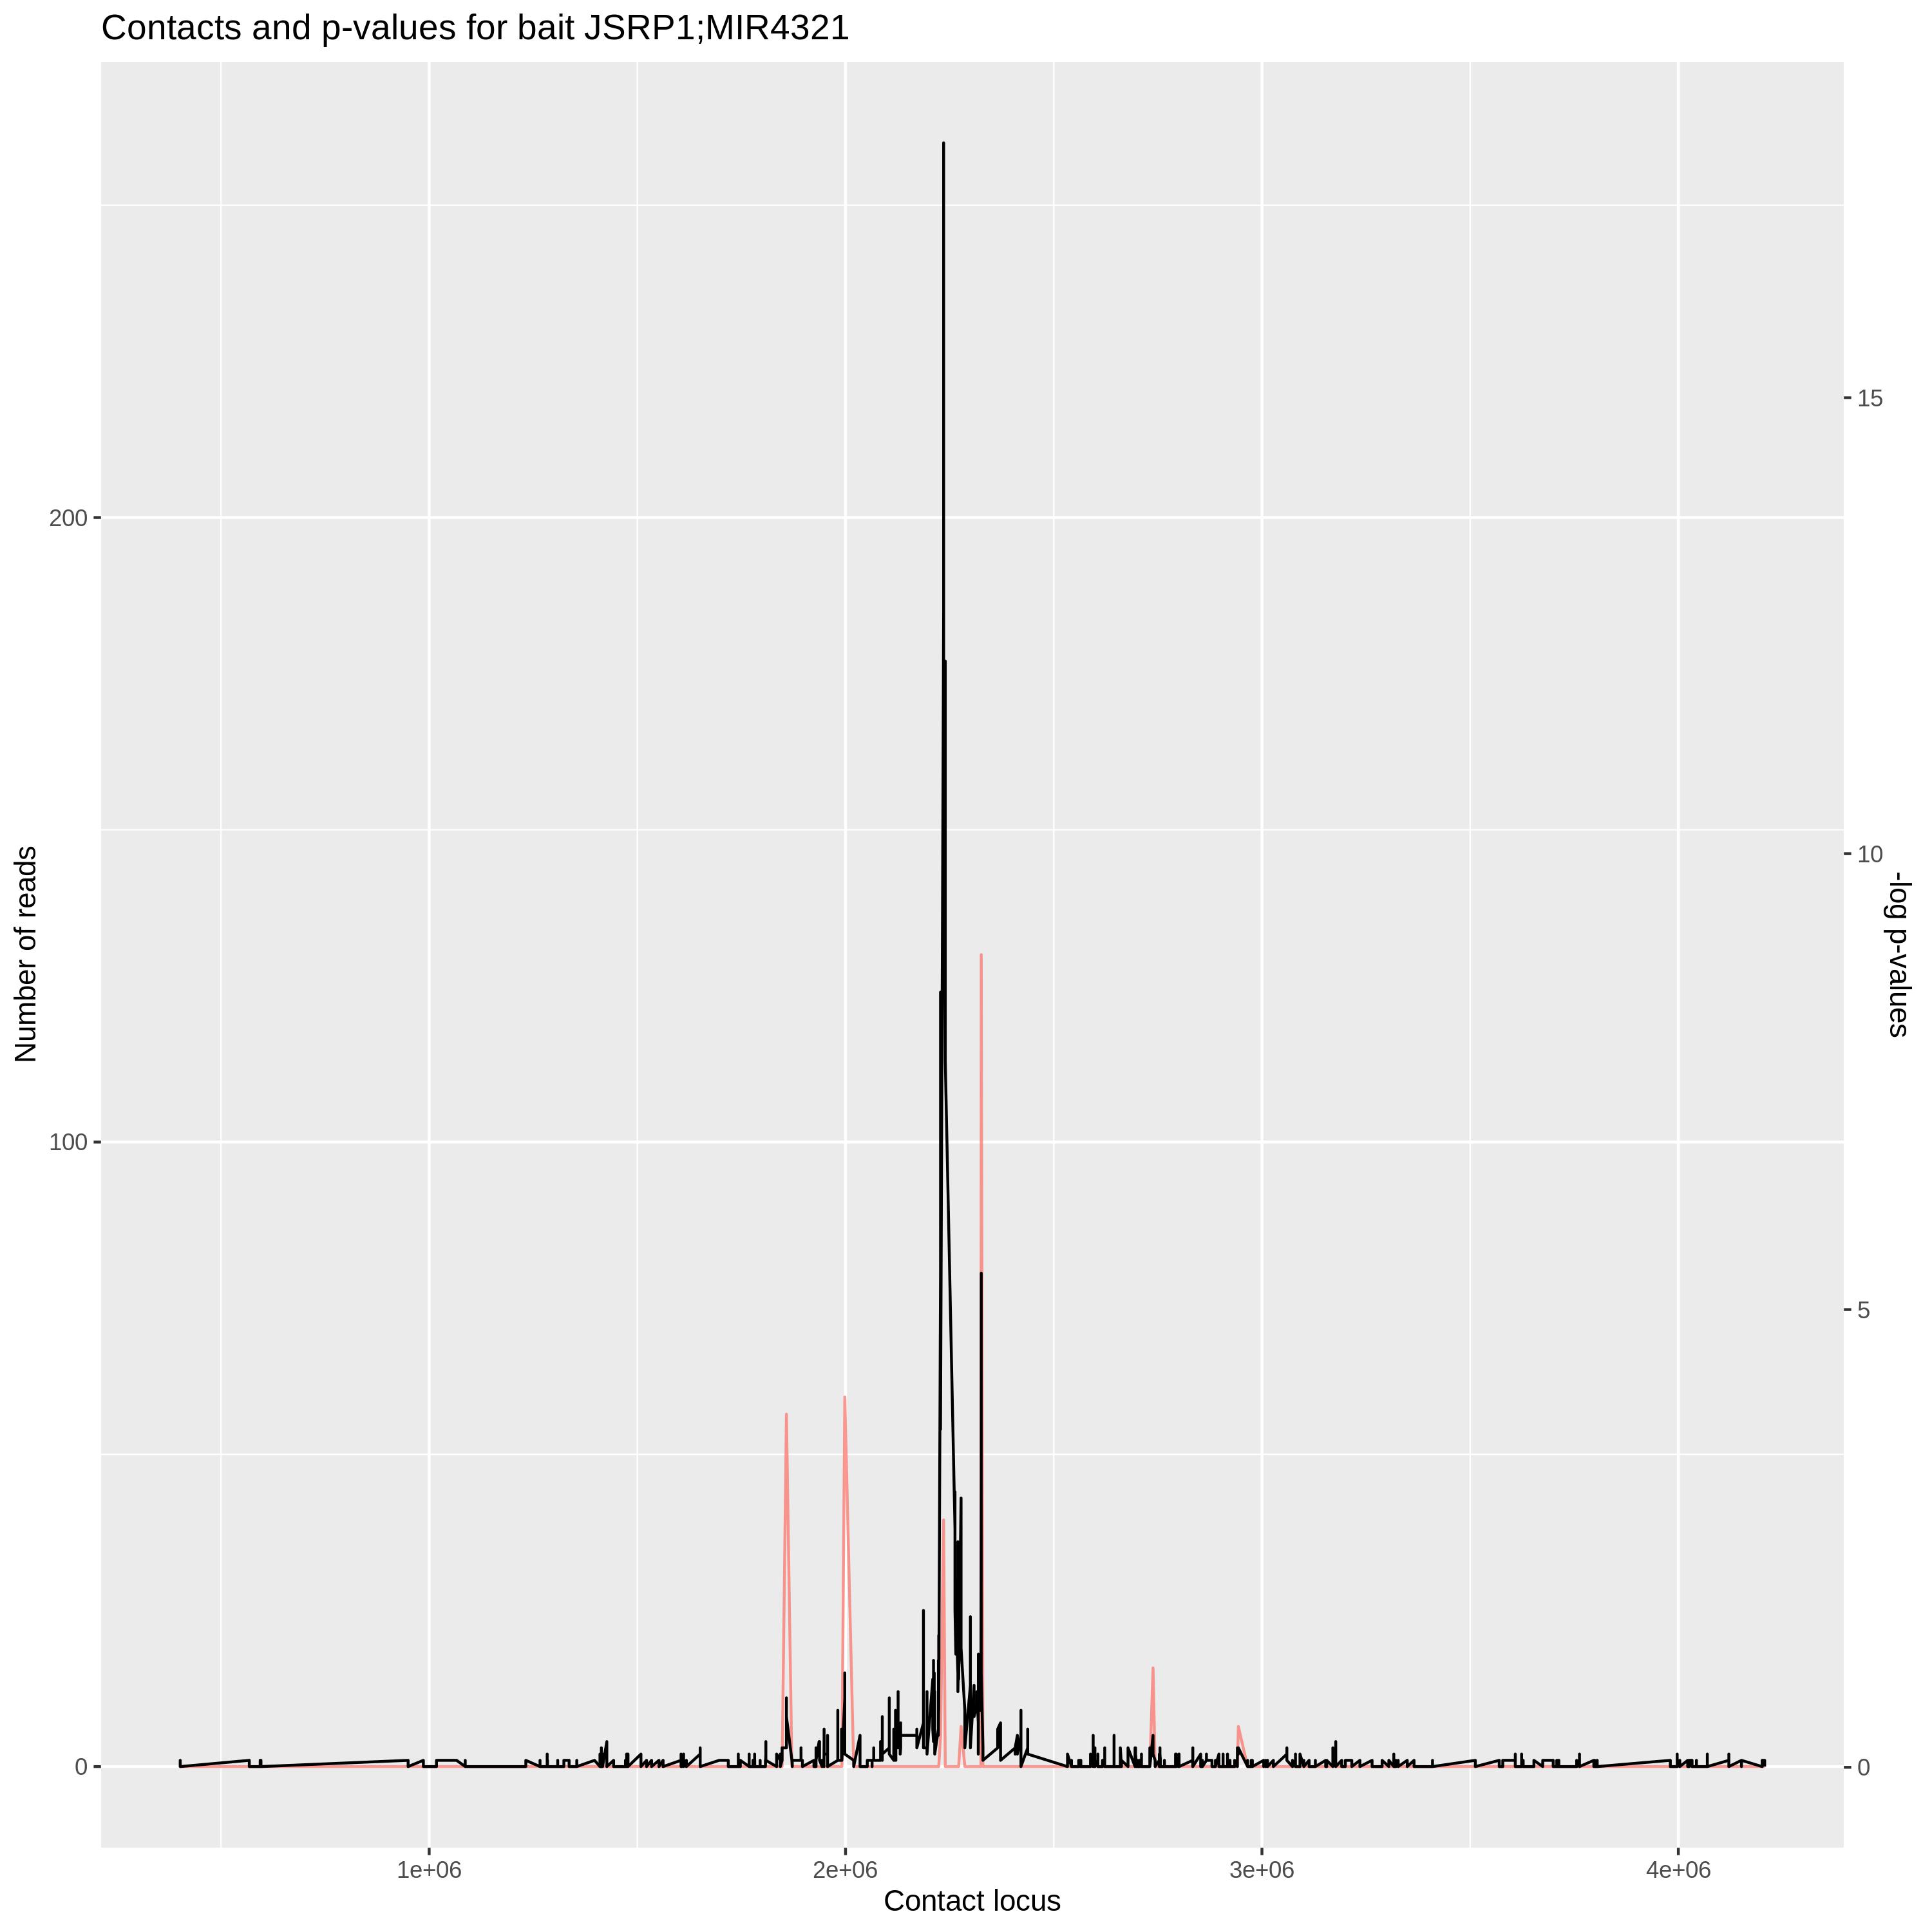 Contacts and p-values for bait JSRP1;MIR4321
Number of reads
200
100
0
15
10
5
0
-log p-values
1e+06
2e+06
3e+06
4e+06
Contact locus